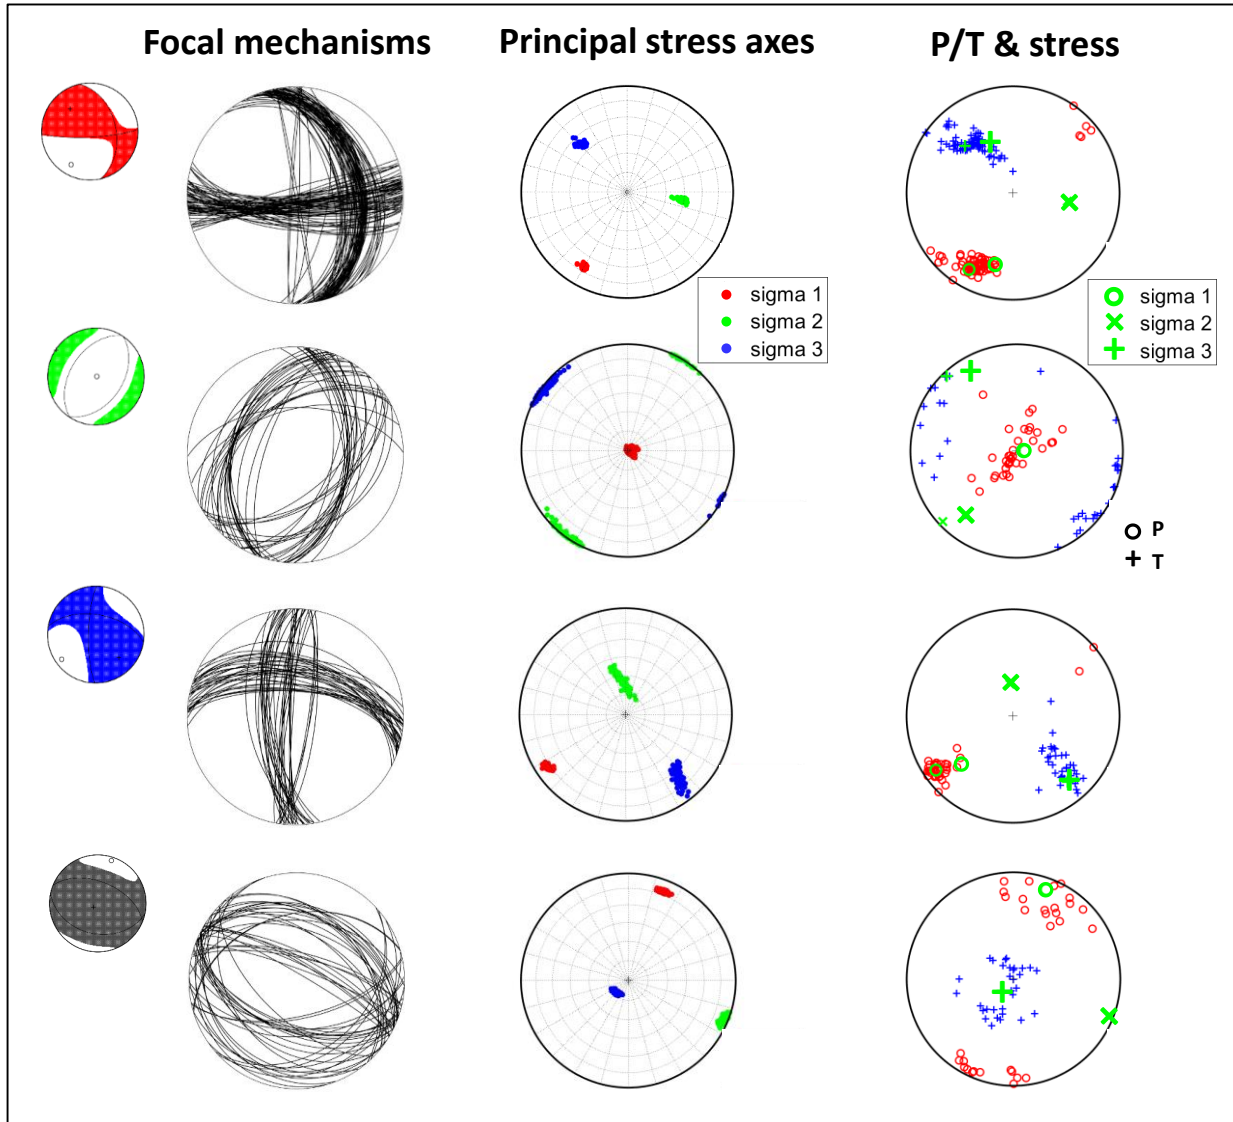 Focal mechanisms
Principal stress axes
P/T & stress
sigma 1
sigma 2
sigma 3
sigma 1
sigma 2
sigma 3
P
T